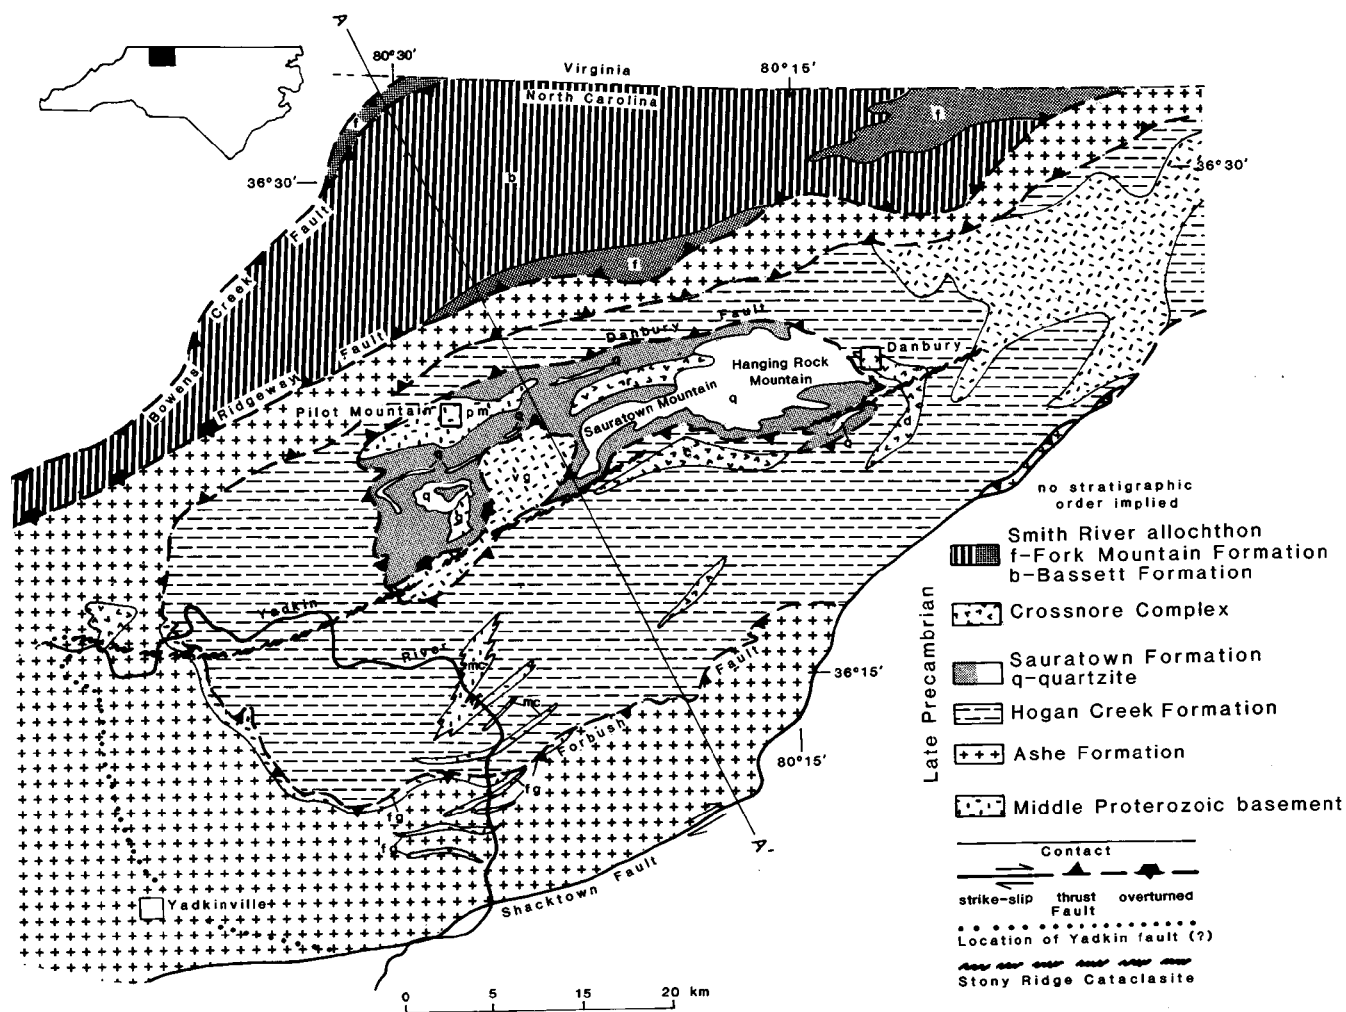 A
80°30'
Virginia
80°15'
North Carolina
f
f
b
36°30'
36°30'
Fault
Creek
Bowens
f
Fault
Ridgeway
Danbury Fault
Danbury
q
Hanging Rock
Mountain
q
Sauratown Mountain
Pilot Mountain
pm
q
q
vg
q
q
d
Yadkin
River
mc
mc
Fault
Forbush
36°15'
80°15'
fg
fg
fg
A'
Shacktown Fault
Yadkinville
0 5 15 20 km
no stratigraphic
order implied
Late Precambrian
Smith River allochthon
f-Fork Mountain Formation
b-Bassett Formation
Crossnore Complex
Sauratown Formation
q-quartzite
Hogan Creek Formation
Ashe Formation
Middle Proterozoic basement
Contact
strike-slip thrust overturned
Fault
Location of Yadkin fault (?)
Stony Ridge Cataclasite